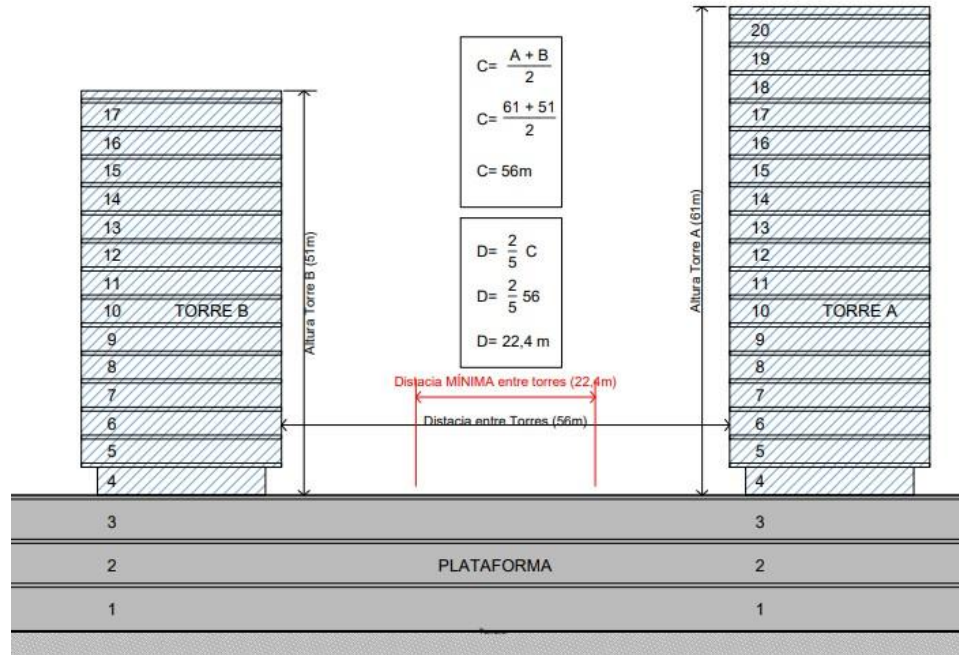 17
16
15
14
13
12
11
10 TORRE B
9
8
7
6
5
4
Altura Torre B (51m)
C= A + B
2
C= 61 + 51
2
C= 56m
D= 2/5 C
D= 2/5 56
D= 22,4 m
Distacia MÍNIMA entre torres (22,4m)
Distacia entre Torres (56m)
Altura Torre A (61m)
20
19
18
17
16
15
14
13
12
11
10 TORRE A
9
8
7
6
5
4
3 3
2 PLATAFORMA 2
1 1